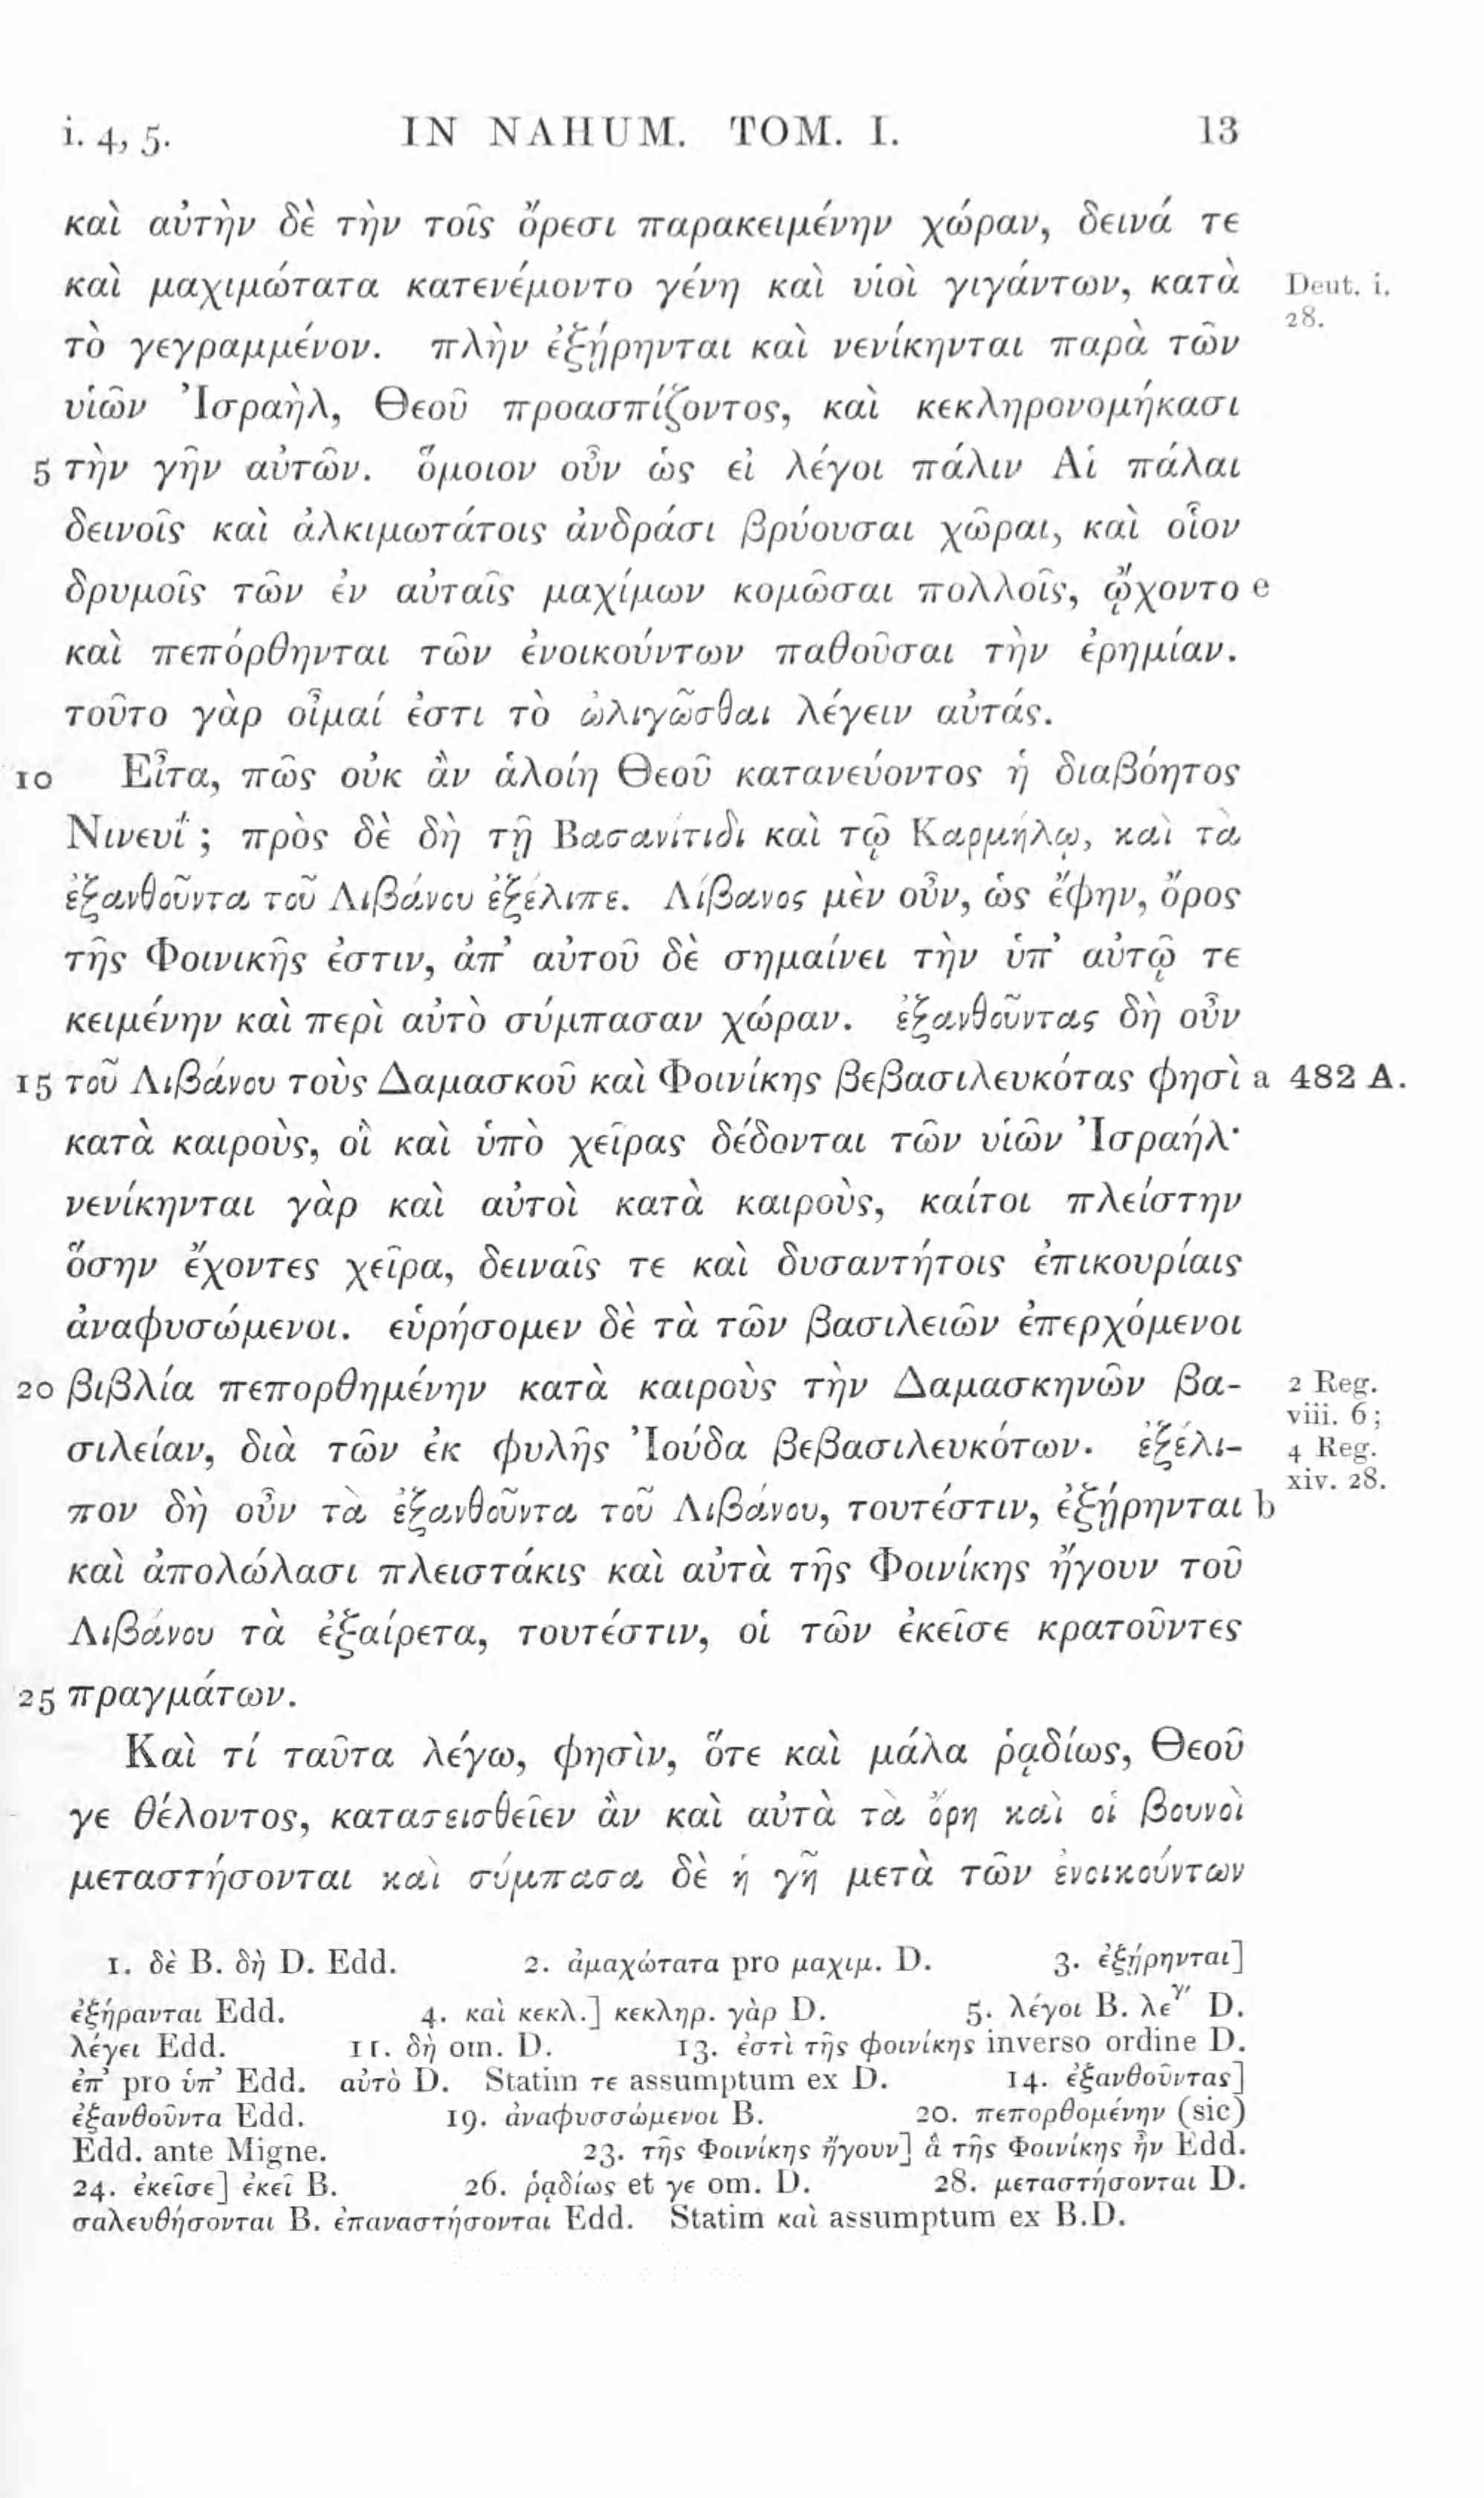 i. 4, 5. IN NAHUM. TOM. I. 13
καὶ αὐτὴν δὲ τὴν τοῖς ὄρεσι παρακειμένην χώραν, δεινά τε
καὶ μαχιμώτατα κατενέμοντο γένη καὶ υἱοὶ γιγάντων, κατὰ Deut. i.
28.
τὸ γεγραμμένον. πλὴν ἐξῄρηνται καὶ νενίκηνται παρὰ τῶν
υἱῶν Ἰσραὴλ, Θεοῦ προασπίζοντος, καὶ κεκληρονομήκασι
5 τὴν γῆν αὐτῶν. ὅμοιον οὖν ὡς εἰ λέγοι πάλιν Αἱ πάλαι
δεινοῖς καὶ ἀλκιμωτάτοις ἀνδράσι βρύουσαι χῶραι, καὶ οἷον
δρυμοῖς τῶν ἐν αὐταῖς μαχίμων κομῶσαι πολλοῖς, ᾤχοντο e
καὶ πεπόρθηνται τῶν ἐνοικούντων παθοῦσαι τὴν ἐρημίαν.
τοῦτο γὰρ οἶμαί ἐστι τὸ ὠλιγῶσθαι λέγειν αὐτάς.
10 Εἶτα, πῶς οὐκ ἂν ἁλοίη Θεοῦ κατανεύοντος ἡ διαβόητος
Νινευΐ; πρὸς δὲ δὴ τῇ Βασανίτιδι καὶ τῷ Καρμήλῳ, καὶ τὰ
ἐξανθοῦντα τοῦ Λιβάνου ἐξέλιπε. Λίβανος μὲν οὖν, ὡς ἔφην, ὄρος
τῆς Φοινικῆς ἐστιν, ἀπ' αὐτοῦ δὲ σημαίνει τὴν ὑπ' αὐτῷ τε
κειμένην καὶ περὶ αὐτὸ σύμπασαν χώραν. ἐξανθοῦντας δὴ οὖν
15 τοῦ Λιβάνου τοὺς Δαμασκοῦ καὶ Φοινίκης βεβασιλευκότας φησὶ a 482 A.
κατὰ καιροὺς, οἳ καὶ ὑπὸ χεῖρας δέδονται τῶν υἱῶν Ἰσραήλ·
νενίκηνται γὰρ καὶ αὐτοὶ κατὰ καιροὺς, καίτοι πλείστην
ὅσην ἔχοντες χεῖρα, δειναῖς τε καὶ δυσαντήτοις ἐπικουρίαις
ἀναφυσώμενοι. εὑρήσομεν δὲ τὰ τῶν βασιλειῶν ἐπερχόμενοι
20 βιβλία πεπορθημένην κατὰ καιροὺς τὴν Δαμασκηνῶν βα- 2 Reg.
viii. 6;
σιλείαν, διὰ τῶν ἐκ φυλῆς Ἰούδα βεβασιλευκότων. ἐξέλι- 4 Reg.
xiv. 28.
πον δὴ οὖν τὰ ἐξανθοῦντα τοῦ Λιβάνου, τουτέστιν, ἐξῄρηνται b
καὶ ἀπολώλασι πλειστάκις καὶ αὐτὰ τῆς Φοινίκης ἤγουν τοῦ
Λιβάνου τὰ ἐξαίρετα, τουτέστιν, οἱ τῶν ἐκεῖσε κρατοῦντες
25 πραγμάτων.
Καὶ τί ταῦτα λέγω, φησὶν, ὅτε καὶ μάλα ῥᾳδίως, Θεοῦ
γε θέλοντος, κατασεισθεῖεν ἂν καὶ αὐτὰ τὰ ὄρη καὶ οἱ βουνοὶ
μεταστήσονται καὶ σύμπασα δὲ ἡ γῆ μετὰ τῶν ἐνοικούντων
1. δὲ B. δὴ D. Edd. 2. ἀμαχώτατα pro μαχιμ. D. 3. ἐξῄρηνται]
ἐξήρανται Edd. 4. καὶ κεκλ.] κεκληρ. γὰρ D. 5. λέγοι B. λεγ'' D.
λέγει Edd. 11. δὴ om. D. 13. ἐστὶ τῆς φοινίκης inverso ordine D.
ἐπ' pro ὑπ' Edd. αὐτὸ D. Statim τε assumptum ex D. 14. ἐξανθοῦντας]
ἐξανθοῦντα Edd. 19. ἀναφυσσώμενοι B. 20. πεπορθομένην (sic)
Edd. ante Migne. 23. τῆς Φοινίκης ἤγουν] ἃ τῆς Φοινίκης ἦν Edd.
24. ἐκεῖσε] ἐκεῖ B. 26. ῥᾳδίως et γε om. D. 28. μεταστήσονται D.
σαλευθήσονται B. ἐπαναστήσονται Edd. Statim καὶ assumptum ex B.D.